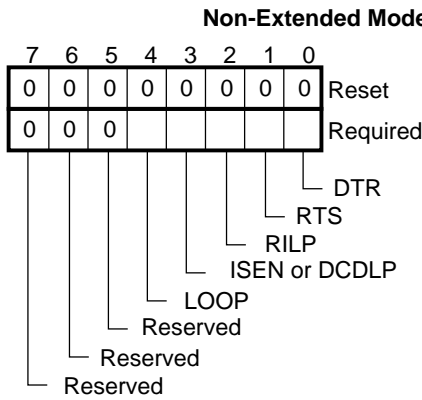 Non-Extended Mode
7 6 5 4 3 2 1 0
0 0 0 0 0 0 0 0 Reset
0 0 0 Required
DTR
RTS
RILP
ISEN or DCDLP
LOOP
Reserved
Reserved
Reserved